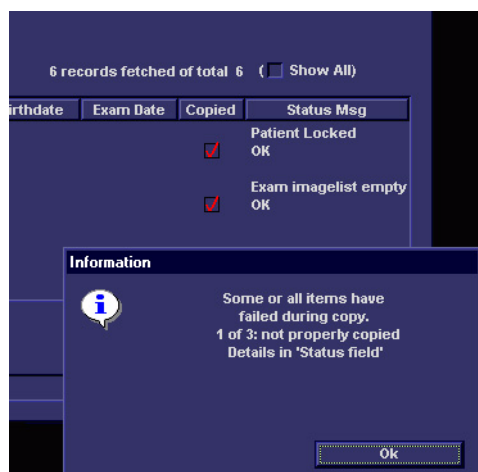 6 records fetched of total 6 ( Show All)
irthdate Exam Date Copied Status Msg
Patient Locked
OK
Exam imagelist empty
OK
Information
Some or all items have
failed during copy.
1 of 3: not properly copied
Details in 'Status field'
Ok